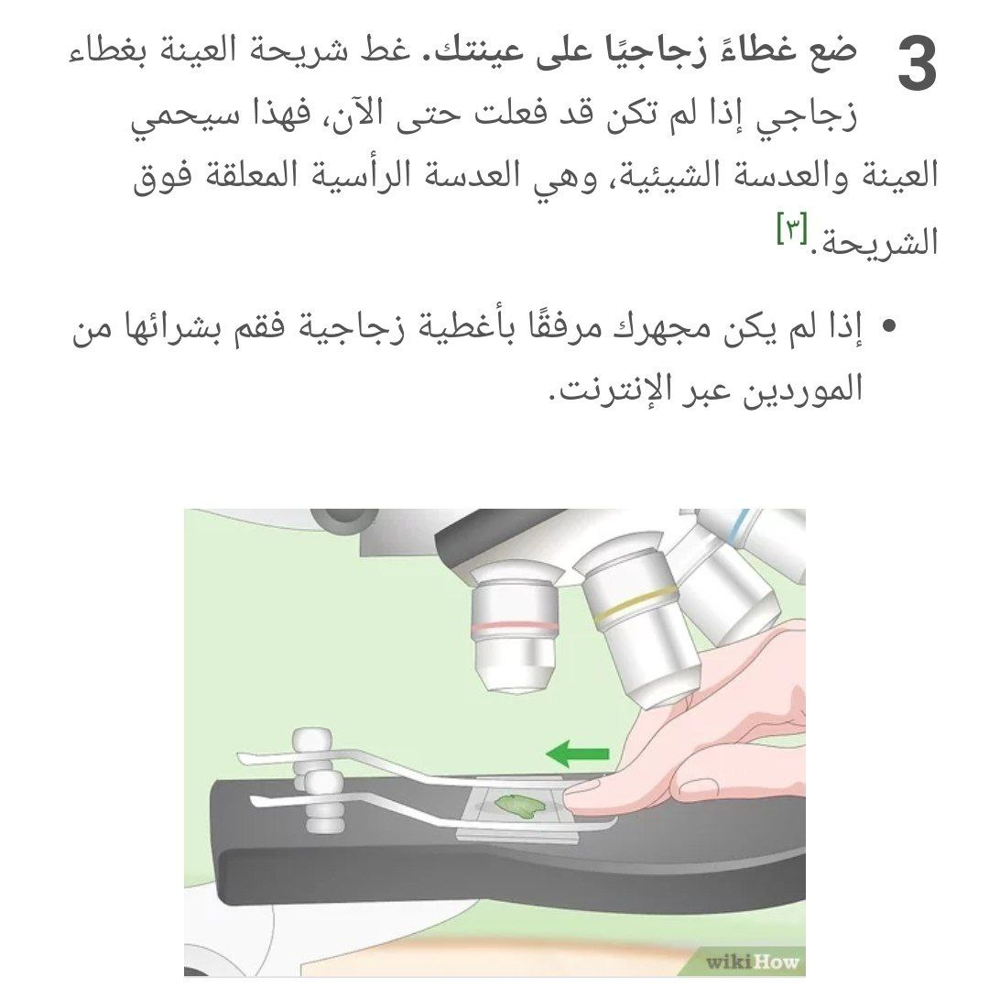 3
ضع غطاءً زجاجيًا على عينتك. غط شريحة العينة بغطاء
زجاجي إذا لم تكن قد فعلت حتى الآن، فهذا سيحمي
العينة والعدسة الشيئية، وهي العدسة الرأسية المعلقة فوق
الشريحة.[٣]
• إذا لم يكن مجهرك مرفقًا بأغطية زجاجية فقم بشرائها من
الموردين عبر الإنترنت.
wikiHow